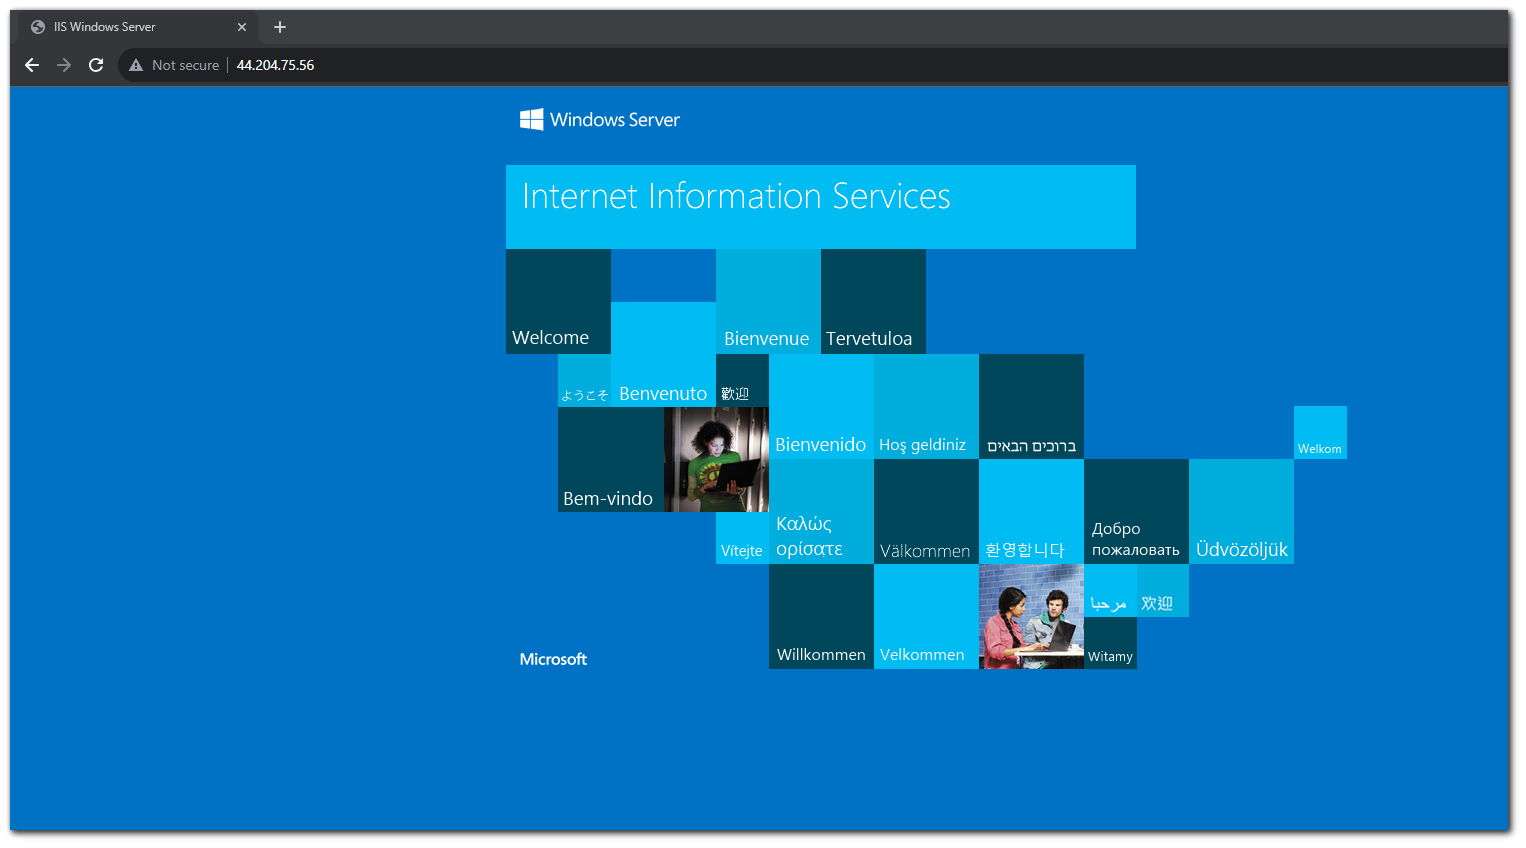 IIS Windows Server
Not secure
44.204.75.56
Windows Server
Internet Information Services
Welcome
Bienvenue
Tervetuloa
ようこそ
Benvenuto
歡迎
Bienvenido
Hoş geldiniz
ברוכים הבאים
Welkom
Bem-vindo
Vítejte
Καλώς
ορίσατε
Välkommen
환영합니다
Добро
пожаловать
Üdvözöljük
مرحبا
欢迎
Willkommen
Velkommen
Witamy
Microsoft